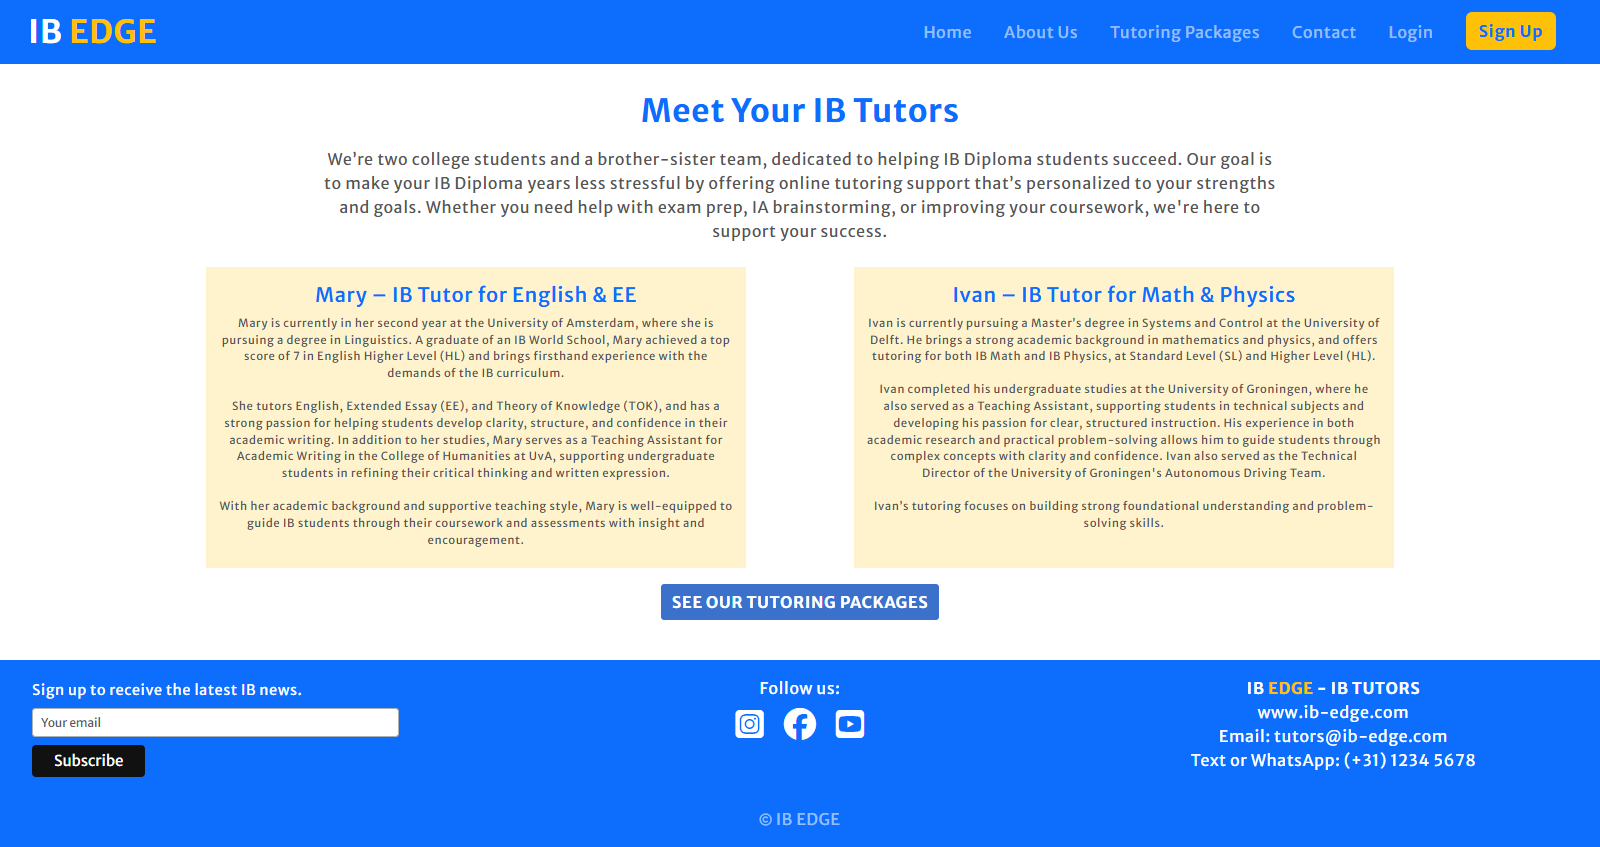 IB EDGE
Home
About Us
Tutoring Packages
Contact
Login
Sign Up
Meet Your IB Tutors
We’re two college students and a brother-sister team, dedicated to helping IB Diploma students succeed. Our goal is
to make your IB Diploma years less stressful by offering online tutoring support that’s personalized to your strengths
and goals. Whether you need help with exam prep, IA brainstorming, or improving your coursework, we're here to
support your success.
Mary – IB Tutor for English & EE
Mary is currently in her second year at the University of Amsterdam, where she is
pursuing a degree in Linguistics. A graduate of an IB World School, Mary achieved a top
score of 7 in English Higher Level (HL) and brings firsthand experience with the
demands of the IB curriculum.
She tutors English, Extended Essay (EE), and Theory of Knowledge (TOK), and has a
strong passion for helping students develop clarity, structure, and confidence in their
academic writing. In addition to her studies, Mary serves as a Teaching Assistant for
Academic Writing in the College of Humanities at UvA, supporting undergraduate
students in refining their critical thinking and written expression.
With her academic background and supportive teaching style, Mary is well-equipped to
guide IB students through their coursework and assessments with insight and
encouragement.
Ivan – IB Tutor for Math & Physics
Ivan is currently pursuing a Master’s degree in Systems and Control at the University of
Delft. He brings a strong academic background in mathematics and physics, and offers
tutoring for both IB Math and IB Physics, at Standard Level (SL) and Higher Level (HL).
Ivan completed his undergraduate studies at the University of Groningen, where he
also served as a Teaching Assistant, supporting students in technical subjects and
developing his passion for clear, structured instruction. His experience in both
academic research and practical problem-solving allows him to guide students through
complex concepts with clarity and confidence. Ivan also served as the Technical
Director of the University of Groningen's Autonomous Driving Team.
Ivan’s tutoring focuses on building strong foundational understanding and problem-
solving skills.
SEE OUR TUTORING PACKAGES
Sign up to receive the latest IB news.
Your email
Subscribe
Follow us:
IB EDGE - IB TUTORS
www.ib-edge.com
Email: tutors@ib-edge.com
Text or WhatsApp: (+31) 1234 5678
© IB EDGE